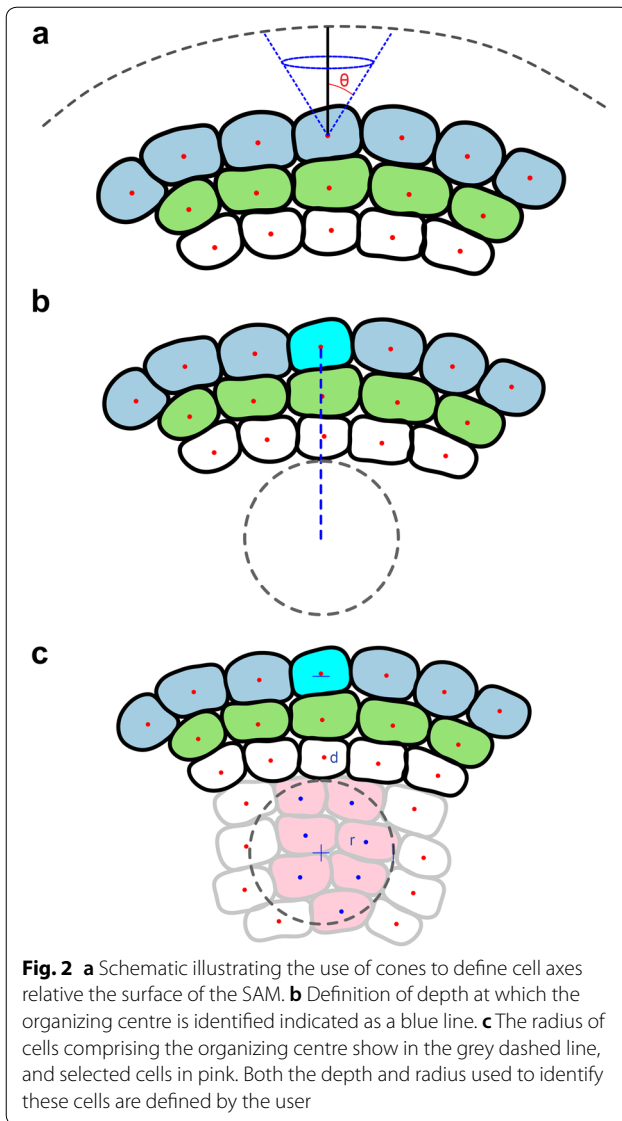 a
θ
b
c
d
r
Fig. 2 a Schematic illustrating the use of cones to define cell axes
relative the surface of the SAM. b Definition of depth at which the
organizing centre is identified indicated as a blue line. c The radius of
cells comprising the organizing centre show in the grey dashed line,
and selected cells in pink. Both the depth and radius used to identify
these cells are defined by the user